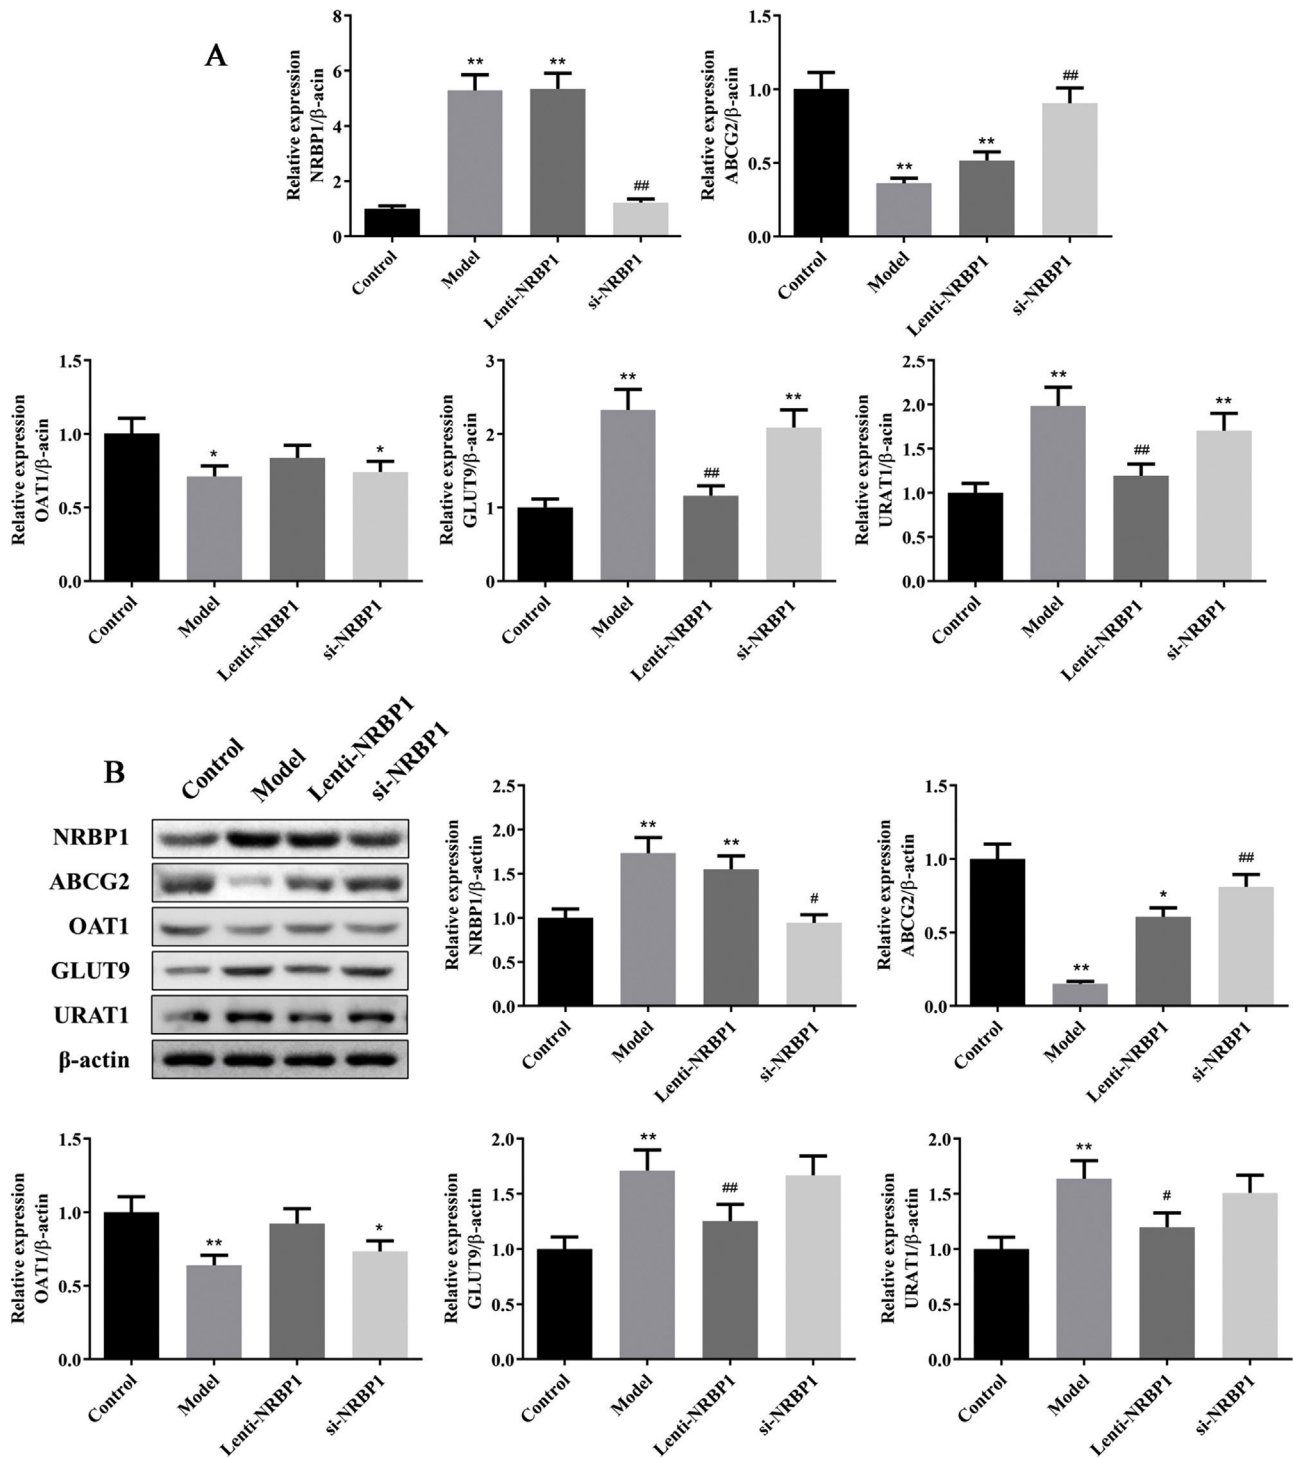 A
Relative expression
NRBP1/β-acin
8
6
4
2
0
**
**
##
Control
Model
Lenti-NRBP1
si-NRBP1
Relative expression
ABCG2/β-acin
1.5
1.0
0.5
0.0
**
**
##
Control
Model
Lenti-NRBP1
si-NRBP1
Relative expression
OAT1/β-acin
1.5
1.0
0.5
0.0
*
*
Control
Model
Lenti-NRBP1
si-NRBP1
Relative expression
GLUT9/β-acin
3
2
1
0
**
##
**
Control
Model
Lenti-NRBP1
si-NRBP1
Relative expression
URAT1/β-acin
2.5
2.0
1.5
1.0
0.5
0.0
**
##
**
Control
Model
Lenti-NRBP1
si-NRBP1
B
Control
Model
Lenti-NRBP1
si-NRBP1
NRBP1
ABCG2
OAT1
GLUT9
URAT1
β-actin
Relative expression
NRBP1/β-actin
2.5
2.0
1.5
1.0
0.5
0.0
**
**
#
Control
Model
Lenti-NRBP1
si-NRBP1
Relative expression
ABCG2/β-actin
1.5
1.0
0.5
0.0
**
*
##
Control
Model
Lenti-NRBP1
si-NRBP1
Relative expression
OAT1/β-actin
1.5
1.0
0.5
0.0
**
*
Control
Model
Lenti-NRBP1
si-NRBP1
Relative expression
GLUT9/β-actin
2.0
1.5
1.0
0.5
0.0
**
##
Control
Model
Lenti-NRBP1
si-NRBP1
Relative expression
URAT1/β-actin
2.0
1.5
1.0
0.5
0.0
**
#
Control
Model
Lenti-NRBP1
si-NRBP1